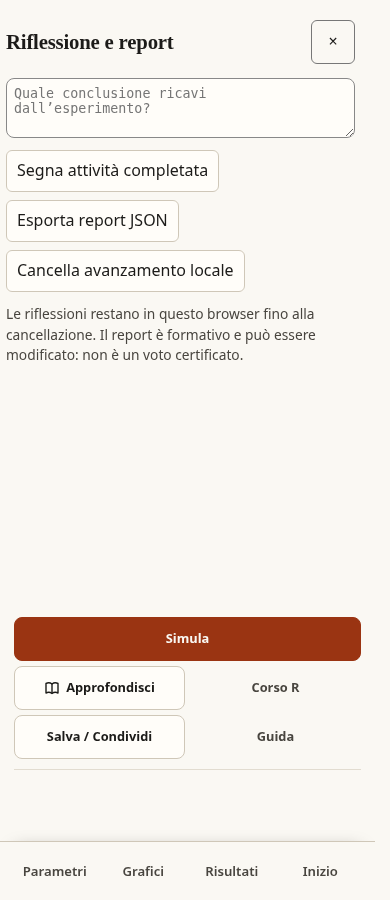 Riflessione e report
×
Quale conclusione ricavi
dall’esperimento?
Segna attività completata
Esporta report JSON
Cancella avanzamento locale
Le riflessioni restano in questo browser fino alla
cancellazione. Il report è formativo e può essere
modificato: non è un voto certificato.
Simula
Approfondisci
Corso R
Salva / Condividi
Guida
Parametri
Grafici
Risultati
Inizio